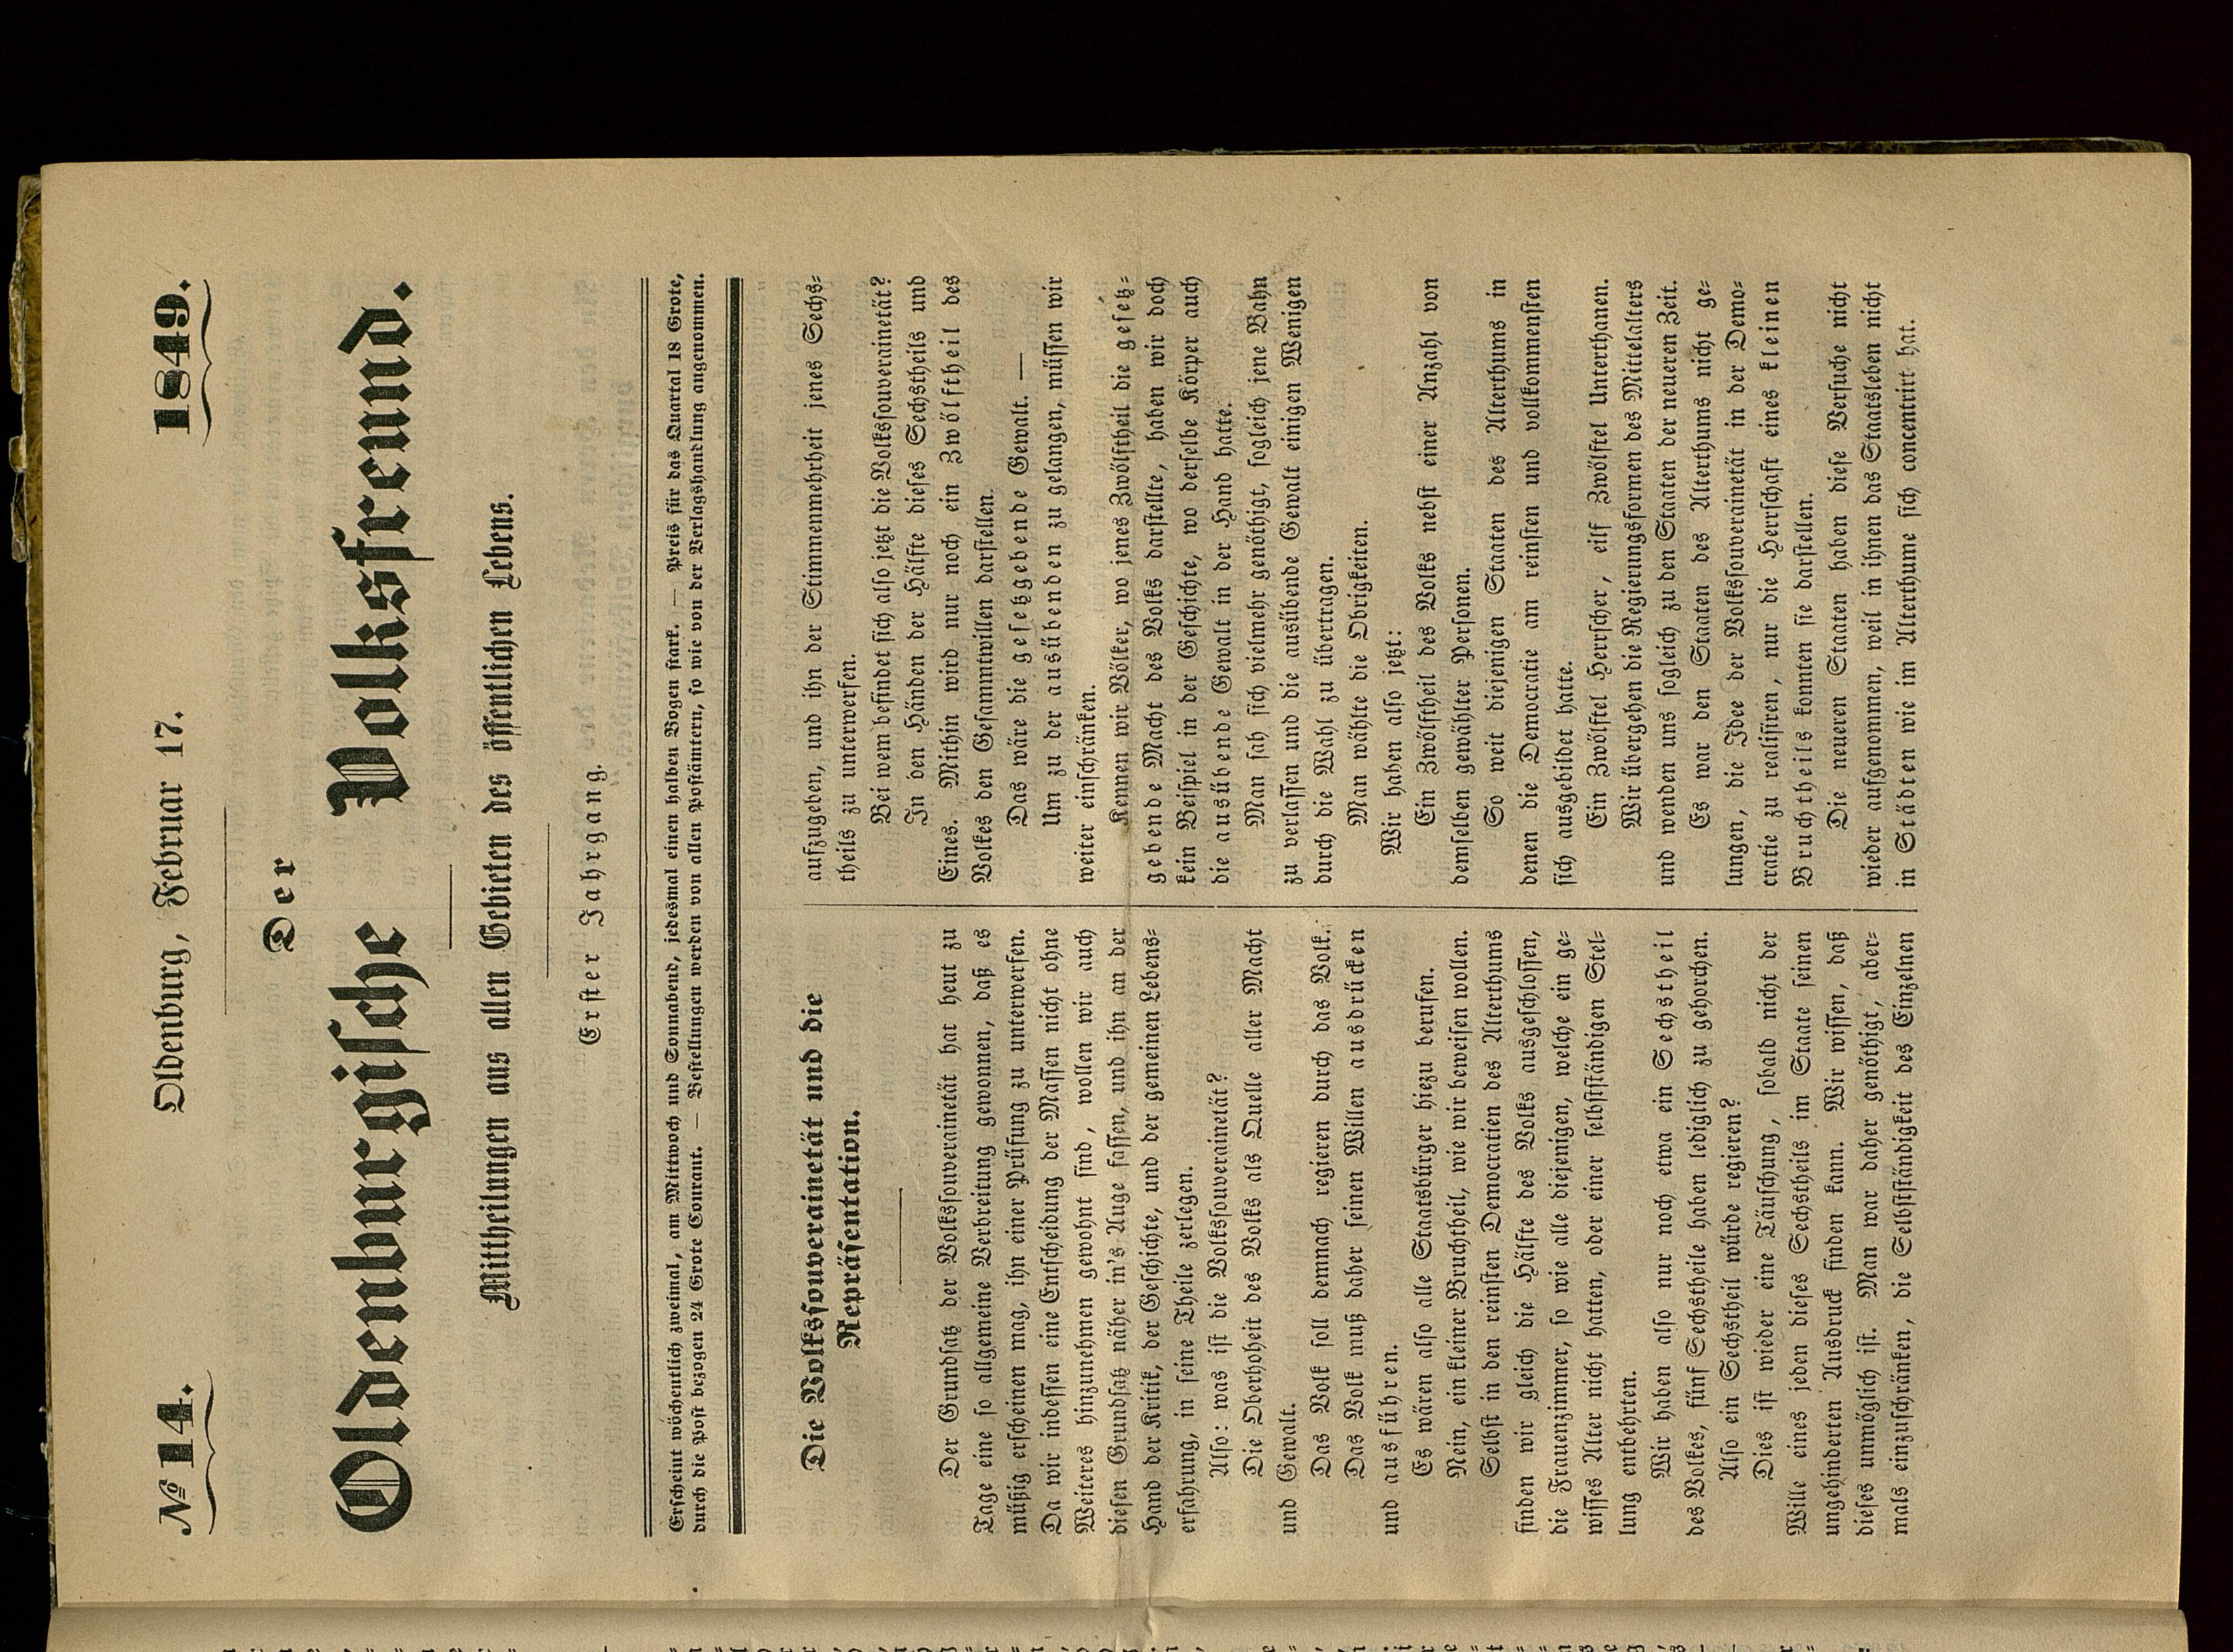 № 14.
Oldenburg, Februar 17.
1849.
Der
Oldenburgische Volksfreund.
Mittheilungen aus allen Gebieten des öffentlichen Lebens.
Erster Jahrgang.
Erscheint wöchentlich zweimal, am Mittwoch und Sonnabend, jedesmal einen halben Bogen stark. — Preis für das Quartal 18 Grote,
durch die Post bezogen 24 Grote Courant. — Bestellungen werden von allen Postämtern, so wie von der Verlagshandlung angenommen.
Die Volkssouverainetät und die
Repräsentation.
Der Grundsatz der Volkssouverainetät hat heut zu
Tage eine so allgemeine Verbreitung gewonnen, daß es
müßig erscheinen mag, ihn einer Prüfung zu unterwerfen.
Da wir indessen eine Entscheidung der Massen nicht ohne
Weiteres hinzunehmen gewohnt sind, wollen wir auch
diesen Grundsatz näher in's Auge fassen, und ihn an der
Hand der Kritik, der Geschichte, und der gemeinen Lebens-
erfahrung, in seine Theile zerlegen.
Also: was ist die Volkssouverainetät?
Die Oberhoheit des Volks als Quelle aller Macht
und Gewalt.
Das Volk soll demnach regieren durch das Volk.
Das Volk muß daher seinen Willen ausdrücken
und ausführen.
Es wären also alle Staatsbürger hiezu berufen.
Nein, ein kleiner Bruchtheil, wie wir beweisen wollen.
Selbst in den reinsten Democratien des Alterthums
finden wir gleich die Hälfte des Volks ausgeschlossen,
die Frauenzimmer, so wie alle diejenigen, welche ein ge-
wisses Alter nicht hatten, oder einer selbstständigen Stel-
lung entbehrten.
Wir haben also nur noch etwa ein Sechstheil
des Volkes, fünf Sechstheile haben lediglich zu gehorchen.
Also ein Sechstheil würde regieren?
Dies ist wieder eine Täuschung, sobald nicht der
Wille eines jeden dieses Sechstheils im Staate seinen
ungehinderten Ausdruck finden kann. Wir wissen, daß
dieses unmöglich ist. Man war daher genöthigt, aber-
mals einzuschränken, die Selbstständigkeit des Einzelnen
aufzugeben, und ihn der Stimmenmehrheit jenes Sechs-
theils zu unterwerfen.
Bei wem befindet sich also jetzt die Volkssouverainetät?
In den Händen der Hälfte dieses Sechstheils und
Eines. Mithin wird nur noch ein Zwölftheil des
Volkes den Gesammtwillen darstellen.
Das wäre die gesetzgebende Gewalt. —
Um zu der ausübenden zu gelangen, müssen wir
weiter einschränken.
Kennen wir Völker, wo jenes Zwölftheil die gesetz-
gebende Macht des Volks darstellte, haben wir doch
kein Beispiel in der Geschichte, wo derselbe Körper auch
die ausübende Gewalt in der Hand hatte.
Man sah sich vielmehr genöthigt, sogleich jene Bahn
zu verlassen und die ausübende Gewalt einigen Wenigen
durch die Wahl zu übertragen.
Man wählte die Obrigkeiten.
Wir haben also jetzt:
Ein Zwölftheil des Volks nebst einer Anzahl von
demselben gewählter Personen.
So weit diejenigen Staaten des Alterthums in
denen die Democratie am reinsten und vollkommensten
sich ausgebildet hatte.
Ein Zwölftel Herrscher, eilf Zwölftel Unterthanen.
Wir übergehen die Regierungsformen des Mittelalters
und wenden uns sogleich zu den Staaten der neueren Zeit.
Es war den Staaten des Alterthums nicht ge-
lungen, die Idee der Volkssouverainetät in der Demo-
cratie zu realisiren, nur die Herrschaft eines kleinen
Bruchtheils konnten sie darstellen.
Die neueren Staaten haben diese Versuche nicht
wieder aufgenommen, weil in ihnen das Staatsleben nicht
in Städten wie im Alterthume sich concentrirt hat.